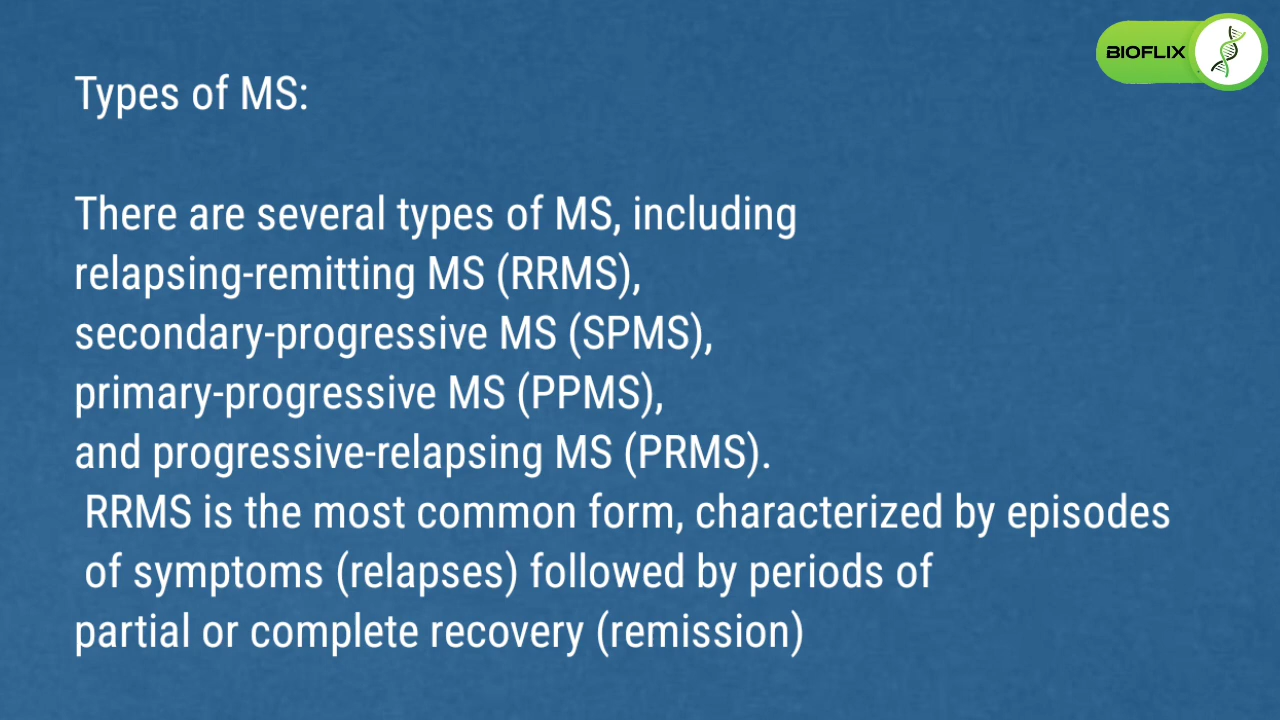 BIOFLIX
Types of MS:
There are several types of MS, including
relapsing-remitting MS (RRMS),
secondary-progressive MS (SPMS),
primary-progressive MS (PPMS),
and progressive-relapsing MS (PRMS).
RRMS is the most common form, characterized by episodes
of symptoms (relapses) followed by periods of
partial or complete recovery (remission)